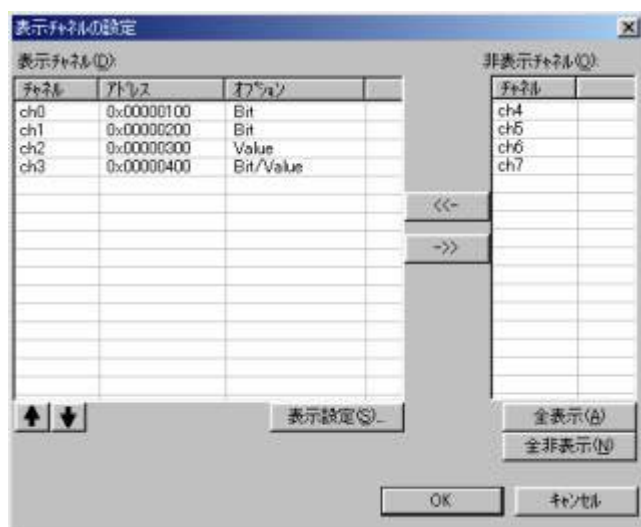 表示ﾁｬﾈﾙの設定
表示ﾁｬﾈﾙ(D):
ﾁｬﾈﾙ ｱﾄﾞﾚｽ ｵﾌﾟｼｮﾝ
ch0 0x00000100 Bit
ch1 0x00000200 Bit
ch2 0x00000300 Value
ch3 0x00000400 Bit/Value
<<-
->>
非表示ﾁｬﾈﾙ(Q):
ﾁｬﾈﾙ
ch4
ch5
ch6
ch7
表示設定(S)...
全表示(A)
全非表示(N)
OK
ｷｬﾝｾﾙ